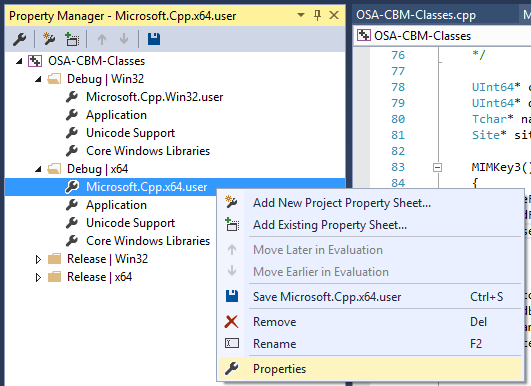 Property Manager - Microsoft.Cpp.x64.user
OSA-CBM-Classes
Debug | Win32
Microsoft.Cpp.Win32.user
Application
Unicode Support
Core Windows Libraries
Debug | x64
Microsoft.Cpp.x64.user
Application
Unicode Support
Core Windows Libraries
Release | Win32
Release | x64
Add New Project Property Sheet...
Add Existing Property Sheet...
Move Later in Evaluation
Move Earlier in Evaluation
Save Microsoft.Cpp.x64.user Ctrl+S
Remove Del
Rename F2
Properties
OSA-CBM-Classes.cpp
OSA-CBM-Classes
76 */
77
78 UInt64*
79 UInt64*
80 Tchar* na
81 Site* sit
82
83 MIMKey3()
84 {